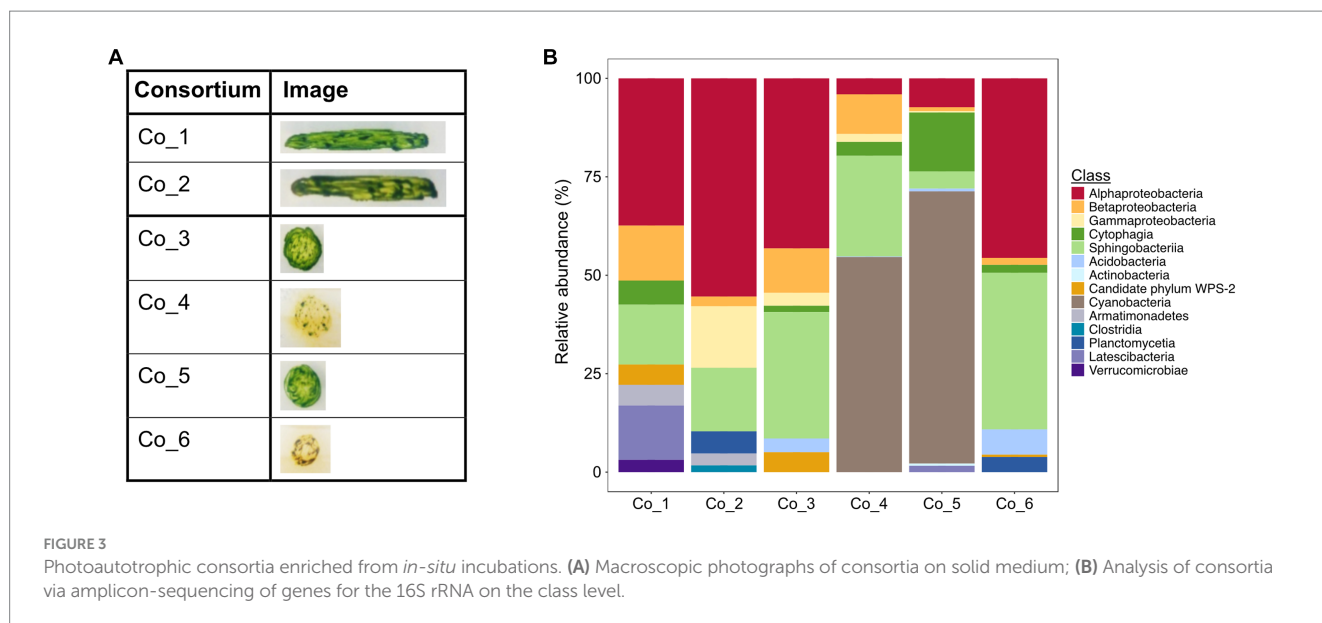 A
B
Consortium Image
Co_1
Co_2
Co_3
Co_4
Co_5
Co_6
Relative abundance (%)
100
75
50
25
0
Co_1 Co_2 Co_3 Co_4 Co_5 Co_6
Class
Alphaproteobacteria
Betaproteobacteria
Gammaproteobacteria
Cytophagia
Sphingobacteriia
Acidobacteria
Actinobacteria
Candidate phylum WPS-2
Cyanobacteria
Armatimonadetes
Clostridia
Planctomycetia
Latescibacteria
Verrucomicrobiae
FIGURE 3
Photoautotrophic consortia enriched from in-situ incubations. (A) Macroscopic photographs of consortia on solid medium; (B) Analysis of consortia
via amplicon-sequencing of genes for the 16S rRNA on the class level.